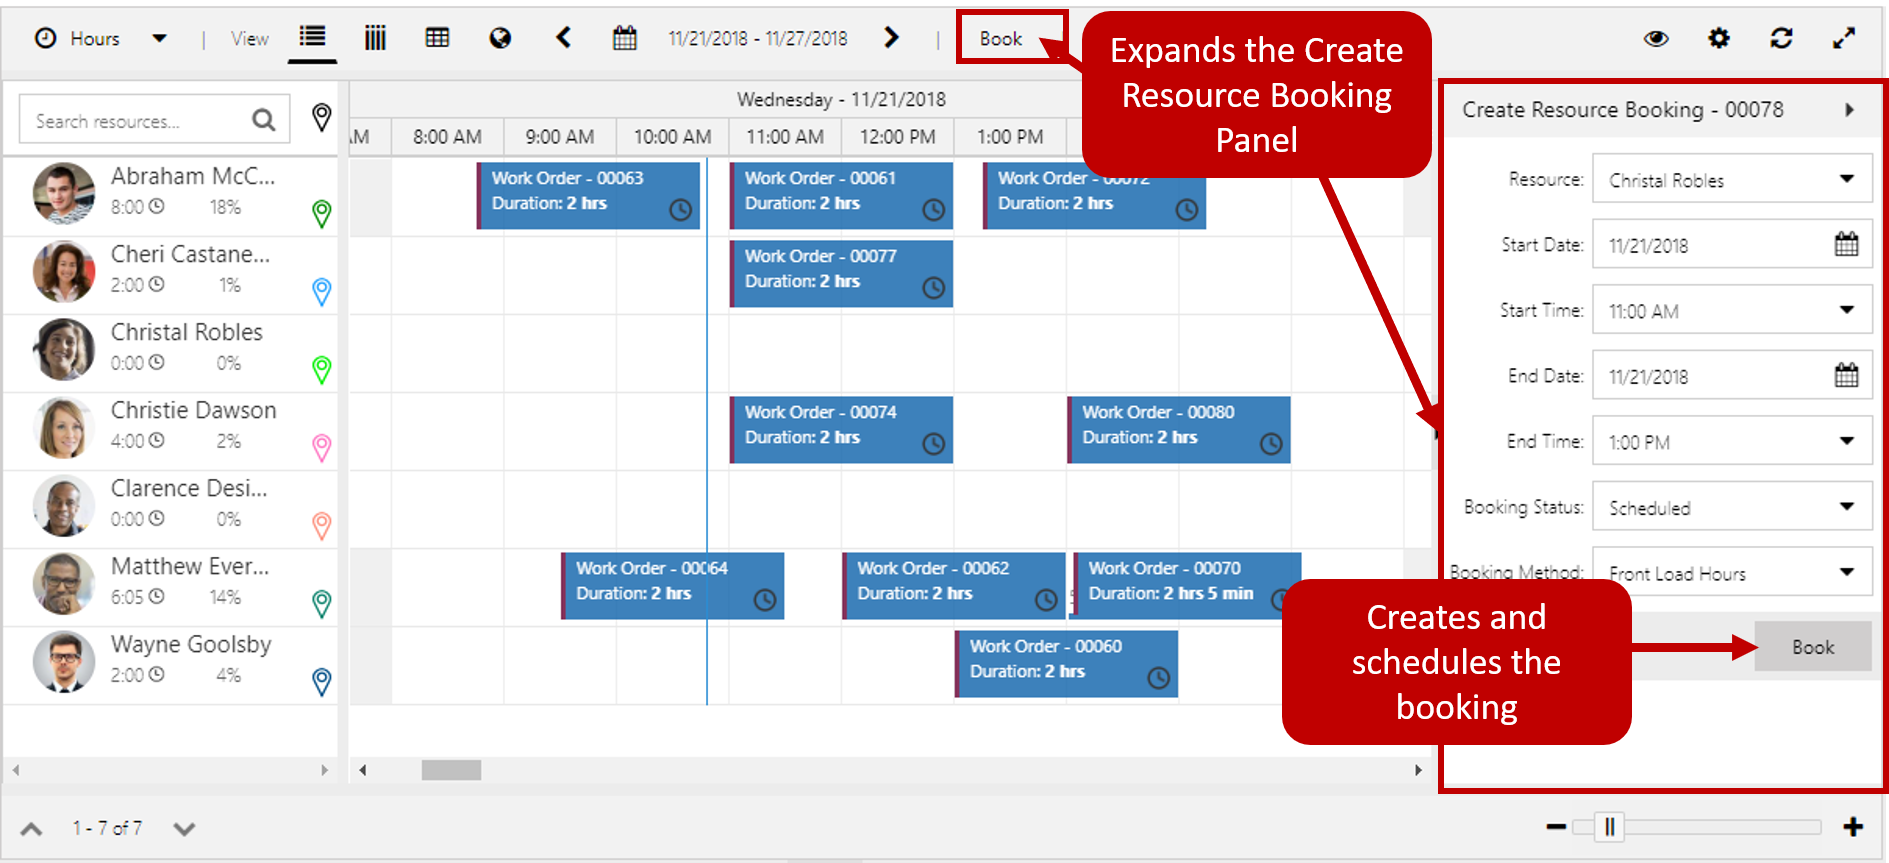 Hours | View 11/21/2018 - 11/27/2018 | Book
Expands the Create
Resource Booking
Panel
Search resources...
Wednesday - 11/21/2018
AM 8:00 AM 9:00 AM 10:00 AM 11:00 AM 12:00 PM 1:00 PM
Abraham McC...
8:00 18%
Work Order - 00063
Duration: 2 hrs
Work Order - 00061
Duration: 2 hrs
Work Order - 00072
Duration: 2 hrs
Cheri Castane...
2:00 1%
Work Order - 00077
Duration: 2 hrs
Christal Robles
0:00 0%
Christie Dawson
4:00 2%
Work Order - 00074
Duration: 2 hrs
Work Order - 00080
Duration: 2 hrs
Clarence Desi...
0:00 0%
Matthew Ever...
6:05 14%
Work Order - 00064
Duration: 2 hrs
Work Order - 00062
Duration: 2 hrs
Work Order - 00070
Duration: 2 hrs 5 min
Wayne Goolsby
2:00 4%
Work Order - 00060
Duration: 2 hrs
Create Resource Booking - 00078
Resource: Christal Robles
Start Date: 11/21/2018
Start Time: 11:00 AM
End Date: 11/21/2018
End Time: 1:00 PM
Booking Status: Scheduled
Booking Method: Front Load Hours
Creates and
schedules the
booking
Book
1 - 7 of 7